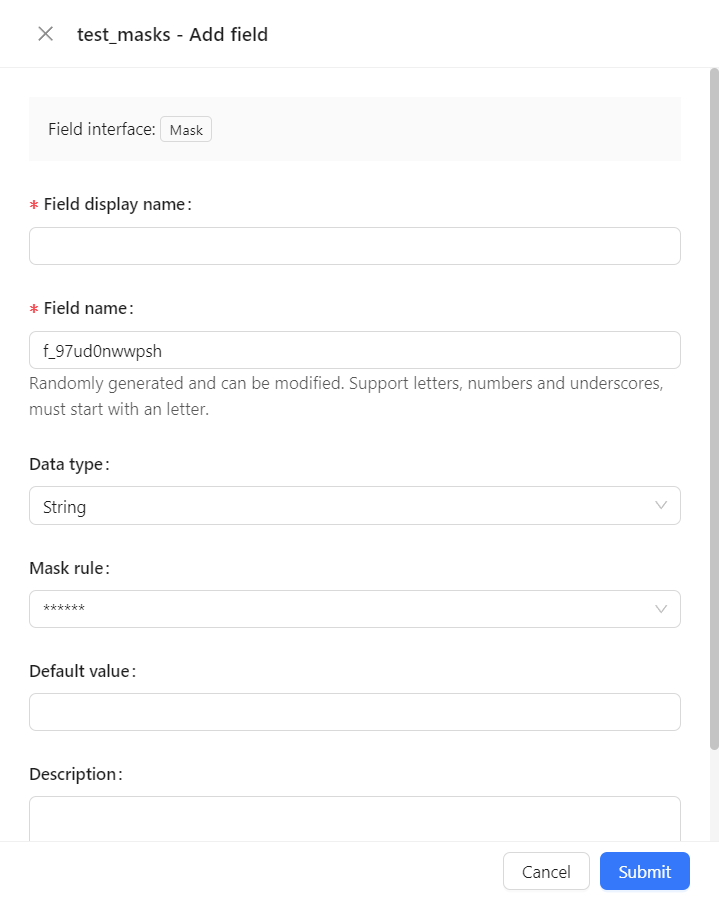 test_masks - Add field
Field interface: Mask
* Field display name:
* Field name:
f_97ud0nwwpsh
Randomly generated and can be modified. Support letters, numbers and underscores,
must start with an letter.
Data type:
String
Mask rule:
******
Default value:
Description:
Cancel Submit